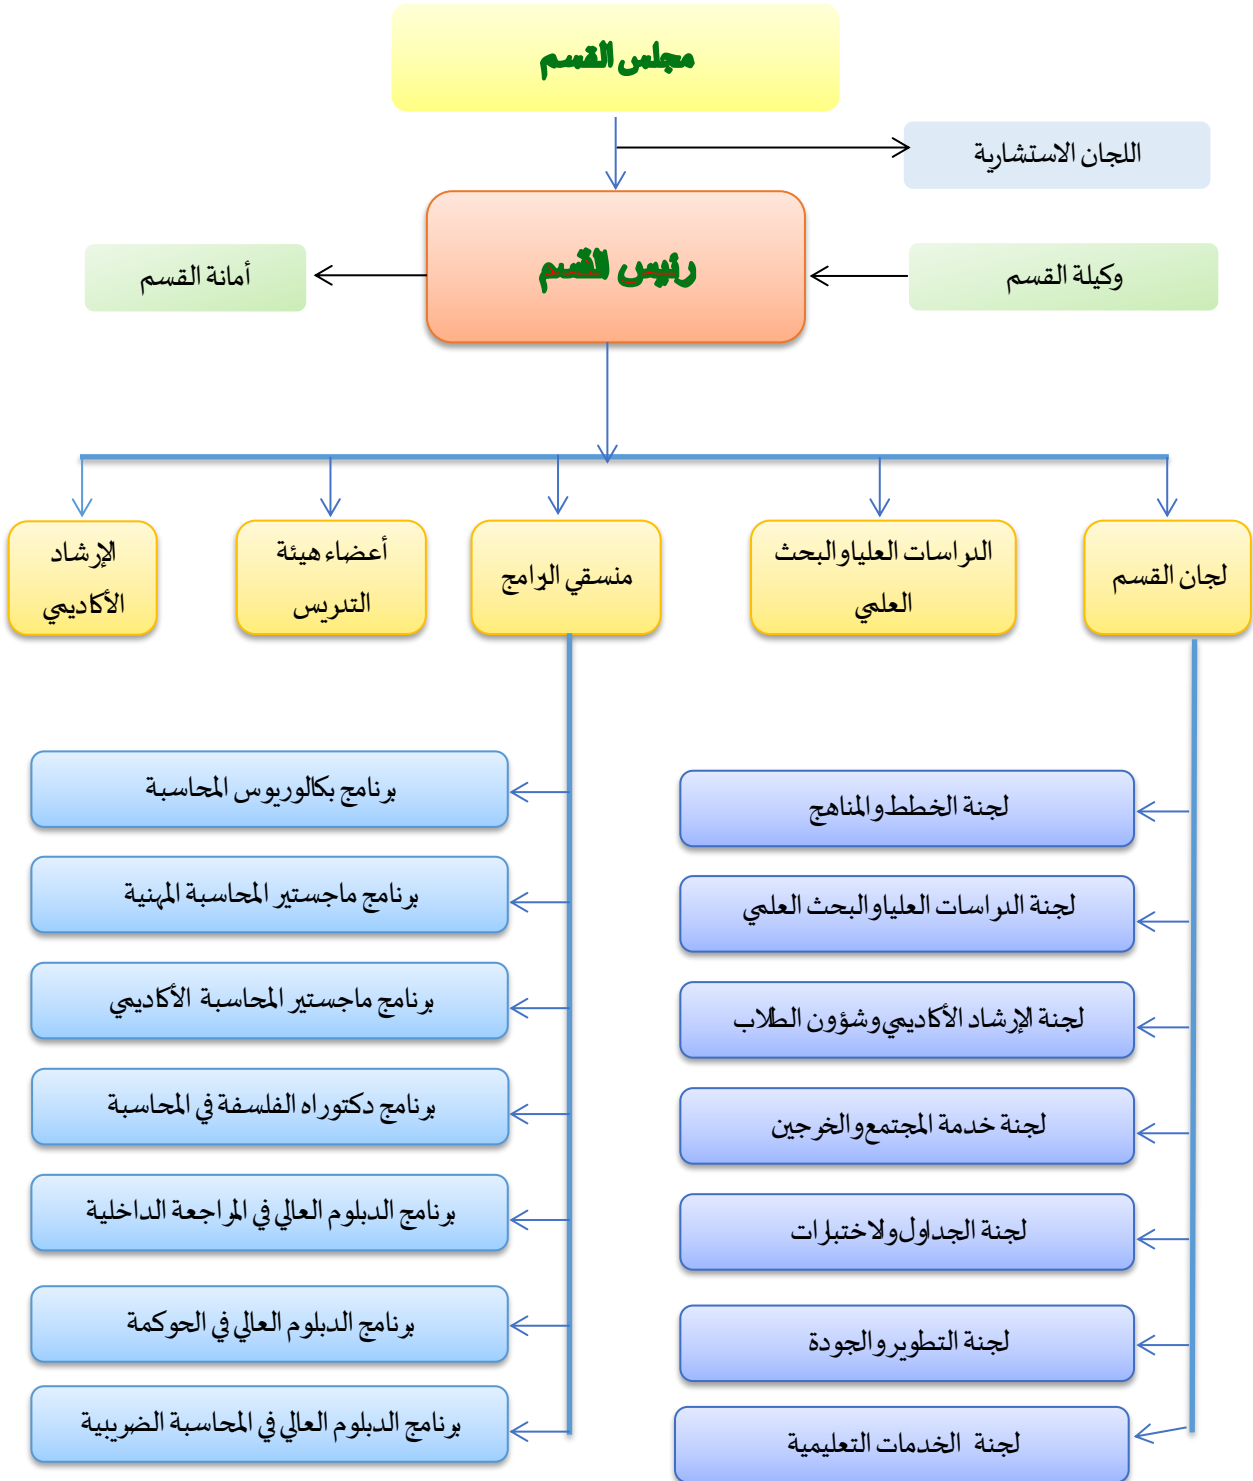 مجلس القسم
اللجان الاستشارية
رئيس القسم
وكيلة القسم
أمانة القسم
لجان القسم
الدراسات العليا والبحث
العلمي
منسقي البرامج
أعضاء هيئة
التدريس
الإرشاد
الأكاديمي
لجنة الخطط والمناهج
لجنة الدراسات العليا والبحث العلمي
لجنة الإرشاد الأكاديمي وشؤون الطلاب
لجنة خدمة المجتمع والخرجين
لجنة الجداول ولاختبارات
لجنة التطوير والجودة
لجنة الخدمات التعليمية
برنامج بكالوريوس المحاسبة
برنامج ماجستير المحاسبة المهنية
برنامج ماجستير المحاسبة الأكاديمي
برنامج دكتوراه الفلسفة في المحاسبة
برنامج الدبلوم العالي في المراجعة الداخلية
برنامج الدبلوم العالي في الحوكمة
برنامج الدبلوم العالي في المحاسبة الضريبية